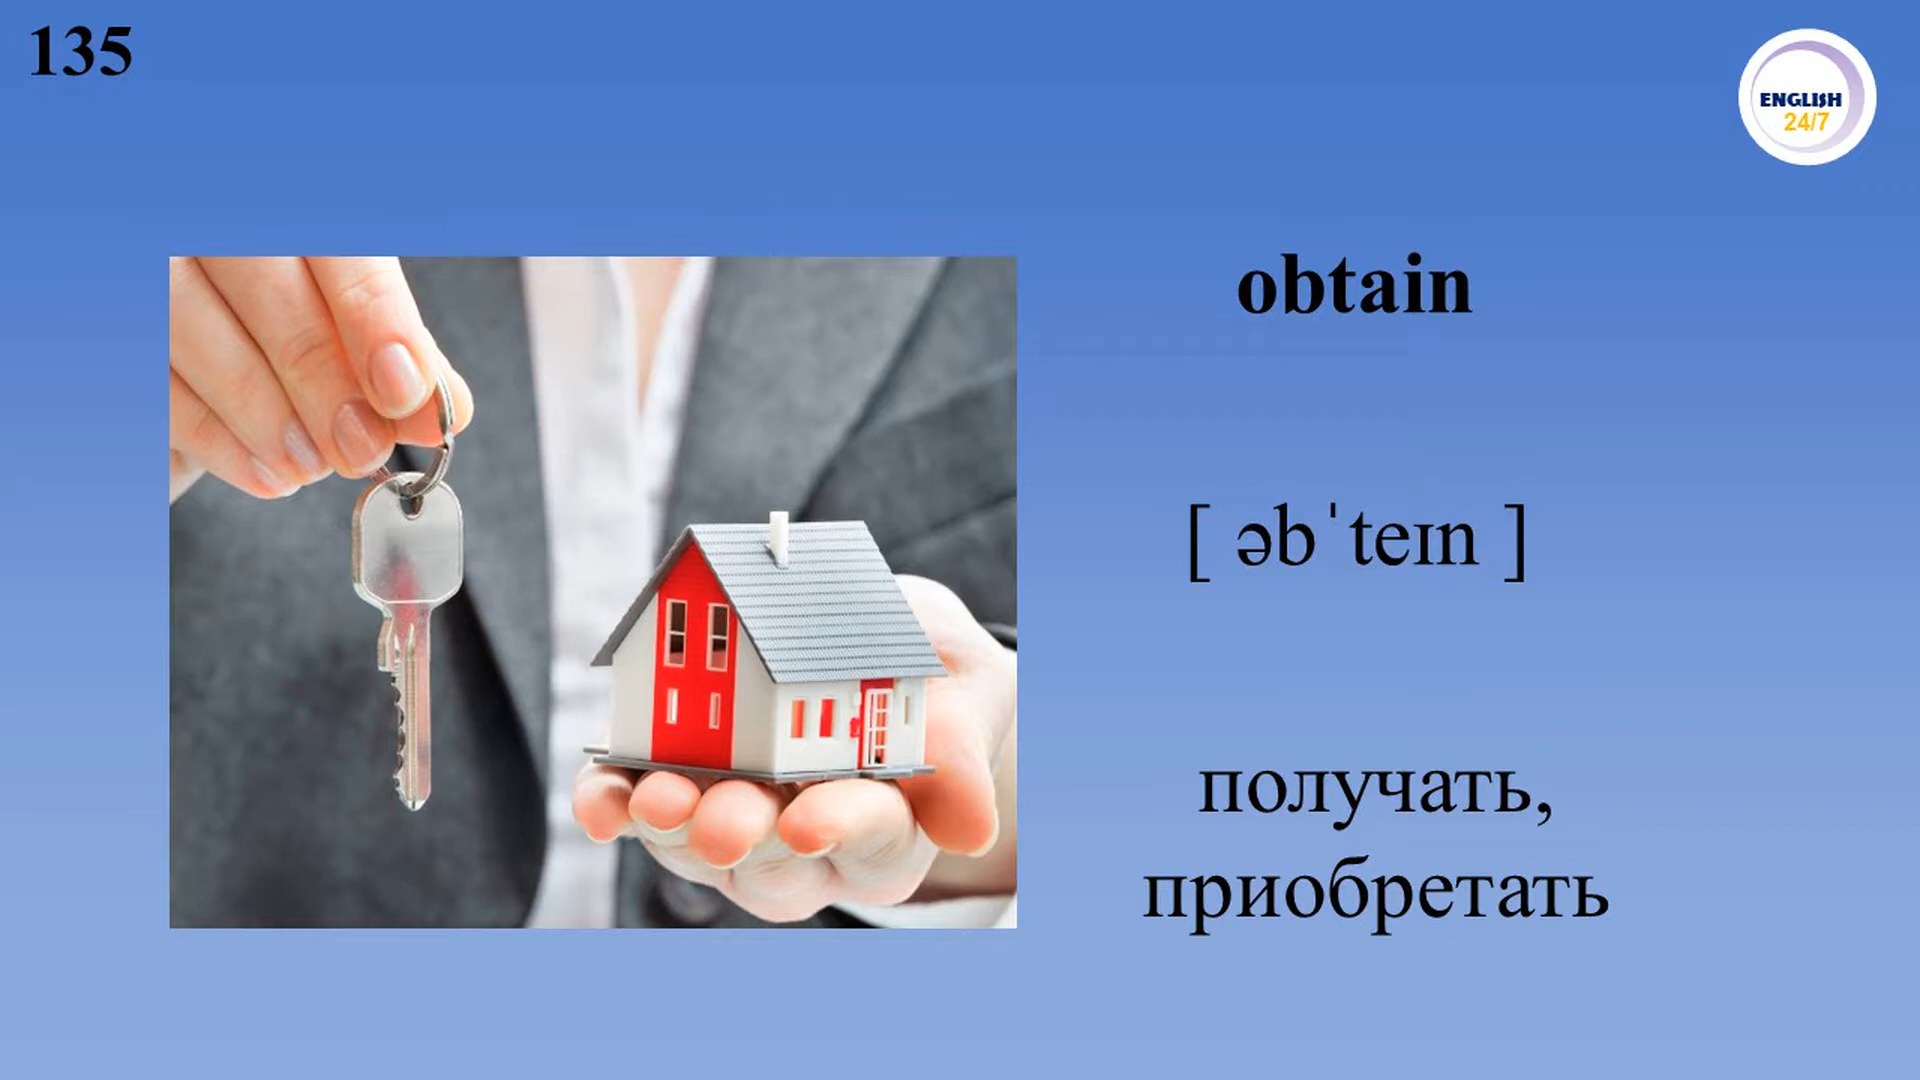 135
ENGLISH
24/7
obtain
[ əbˈteɪn ]
получать,
приобретать